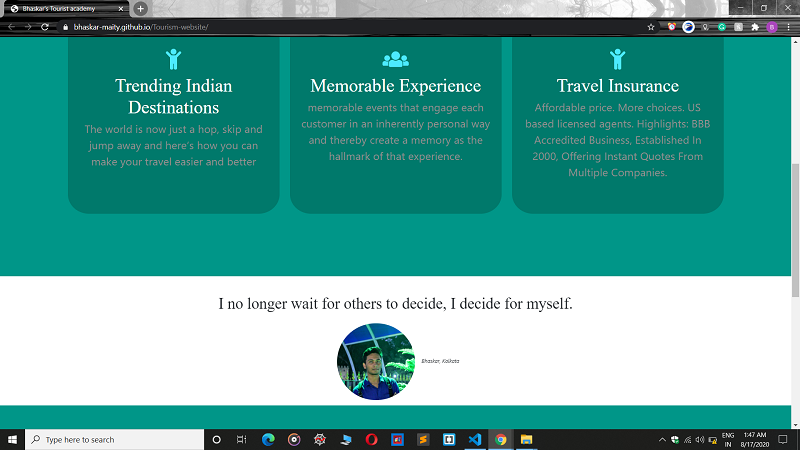 Bhaskar's Tourist academy
bhaskar-maity.github.io/Tourism-website/
Trending Indian
Destinations
The world is now just a hop, skip and
jump away and here's how you can
make your travel easier and better
Memorable Experience
memorable events that engage each
customer in an inherently personal way
and thereby create a memory as the
hallmark of that experience.
Travel Insurance
Affordable price. More choices. US
based licensed agents. Highlights: BBB
Accredited Business, Established In
2000, Offering Instant Quotes From
Multiple Companies.
I no longer wait for others to decide, I decide for myself.
Bhaskar, Kolkata
Type here to search
ENG
IN
1:47 AM
8/17/2020